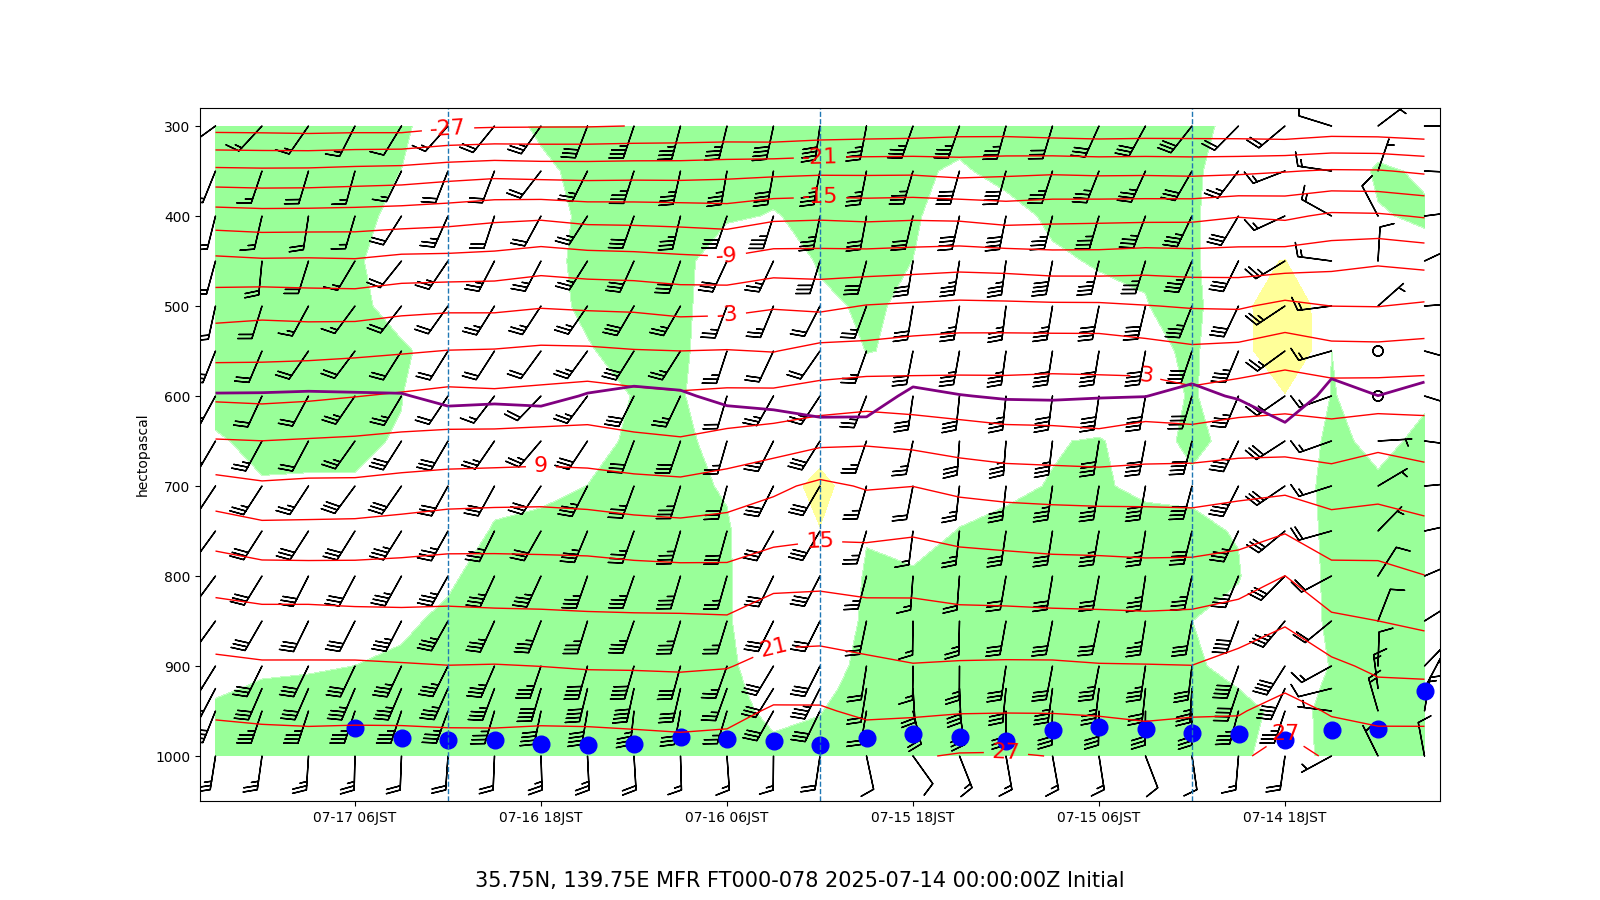 300
400
500
600
700
800
900
1000
hectopascal
-27
-21
-15
-9
-3
3
9
15
21
27
27
07-17 06JST
07-16 18JST
07-16 06JST
07-15 18JST
07-15 06JST
07-14 18JST
35.75N, 139.75E MFR FT000-078 2025-07-14 00:00:00Z Initial